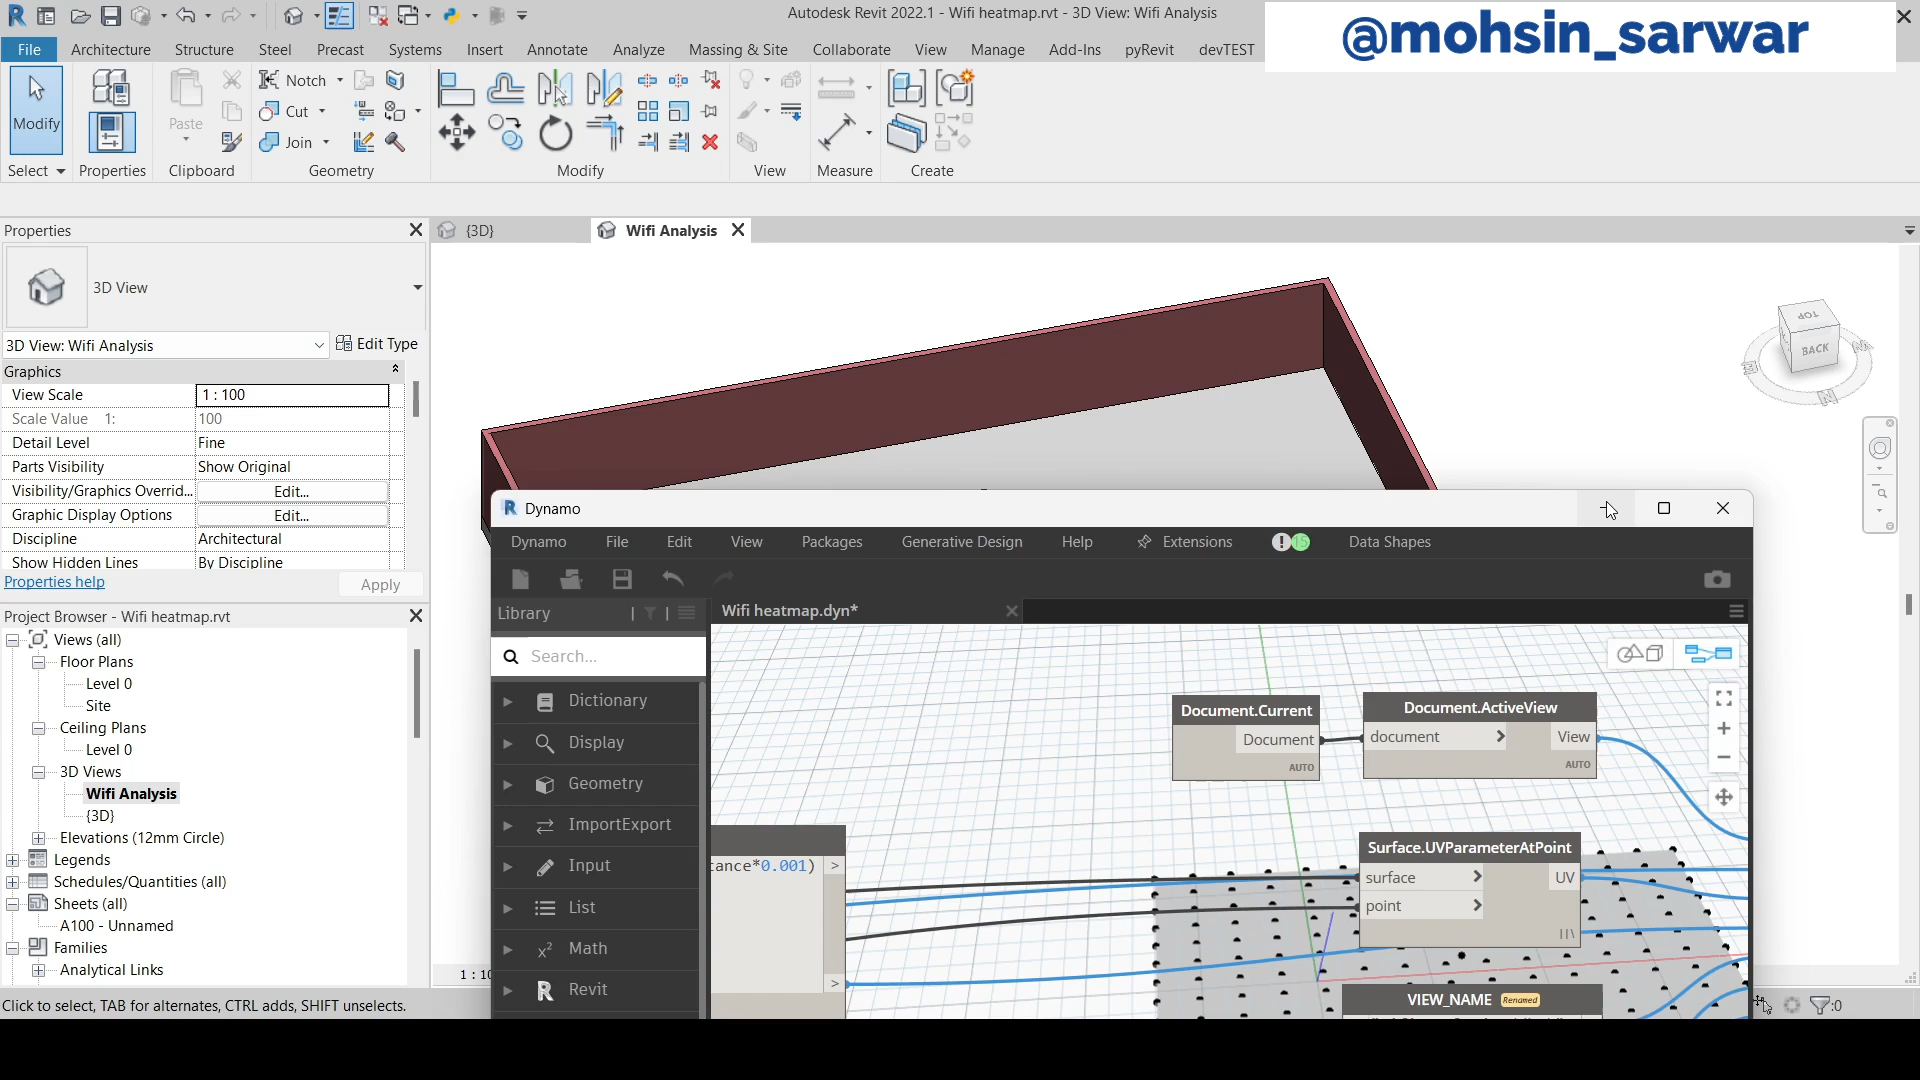 Autodesk Revit 2022.1 - Wifi heatmap.rvt - 3D View: Wifi Analysis
@mohsin_sarwar
File Architecture Structure Steel Precast Systems Insert Annotate Analyze Massing & Site Collaborate View Manage Add-Ins pyRevit devTEST
Modify
Paste
Notch
Cut
Join
Select Properties Clipboard Geometry Modify View Measure Create
Properties
{3D}
Wifi Analysis
3D View
3D View: Wifi Analysis
Edit Type
Graphics
View Scale 1 : 100
Scale Value 1: 100
Detail Level Fine
Parts Visibility Show Original
Visibility/Graphics Overrid... Edit...
Graphic Display Options Edit...
Discipline Architectural
Show Hidden Lines By Discipline
Properties help
Apply
Project Browser - Wifi heatmap.rvt
Views (all)
Floor Plans
Level 0
Site
Ceiling Plans
Level 0
3D Views
Wifi Analysis
{3D}
Elevations (12mm Circle)
Legends
Schedules/Quantities (all)
Sheets (all)
A100 - Unnamed
Families
Analytical Links
Click to select, TAB for alternates, CTRL adds, SHIFT unselects.
TOP
BACK
N
Dynamo
Dynamo File Edit View Packages Generative Design Help Extensions 15 Data Shapes
Library
Wifi heatmap.dyn*
Search...
Dictionary
Display
Geometry
ImportExport
Input
List
Math
Revit
Document.Current
Document
AUTO
Document.ActiveView
document > View
AUTO
tance*0.001) >
>
Surface.UVParameterAtPoint
surface > UV
point >
VIEW_NAME Renamed
1 : 10
:0